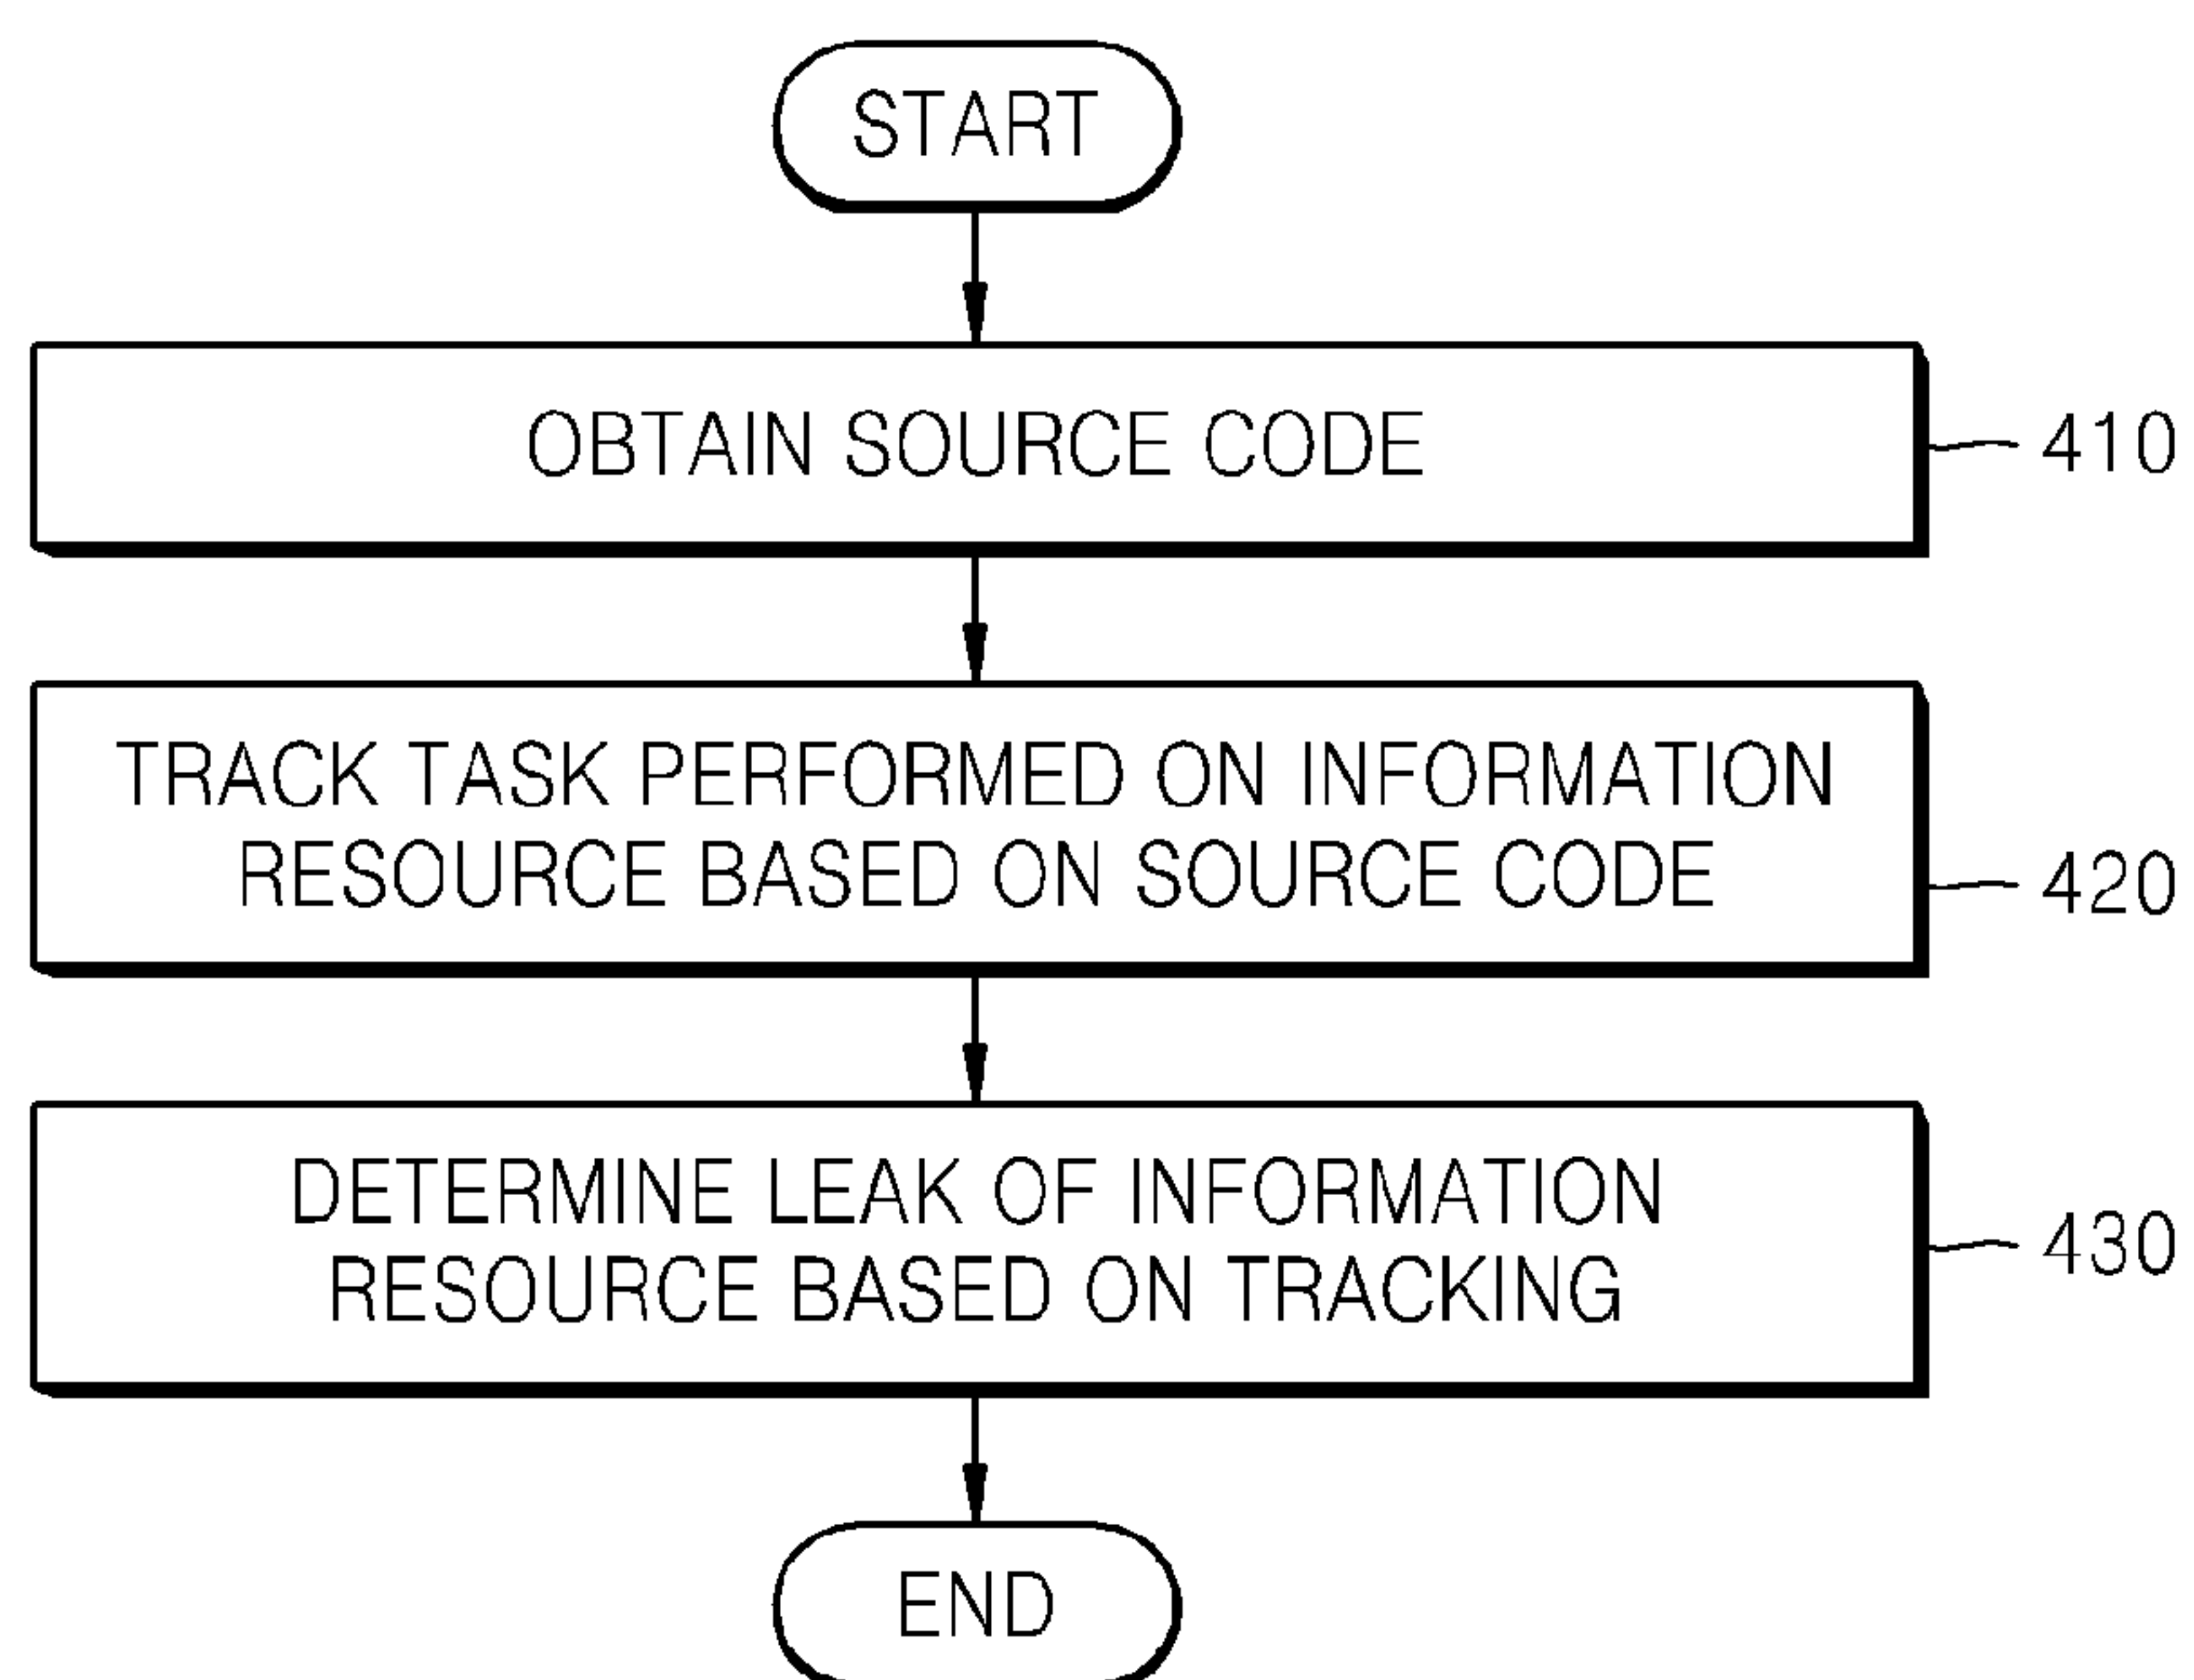 START
OBTAIN SOURCE CODE
410
TRACK TASK PERFORMED ON INFORMATION
RESOURCE BASED ON SOURCE CODE
420
DETERMINE LEAK OF INFORMATION
RESOURCE BASED ON TRACKING
430
END